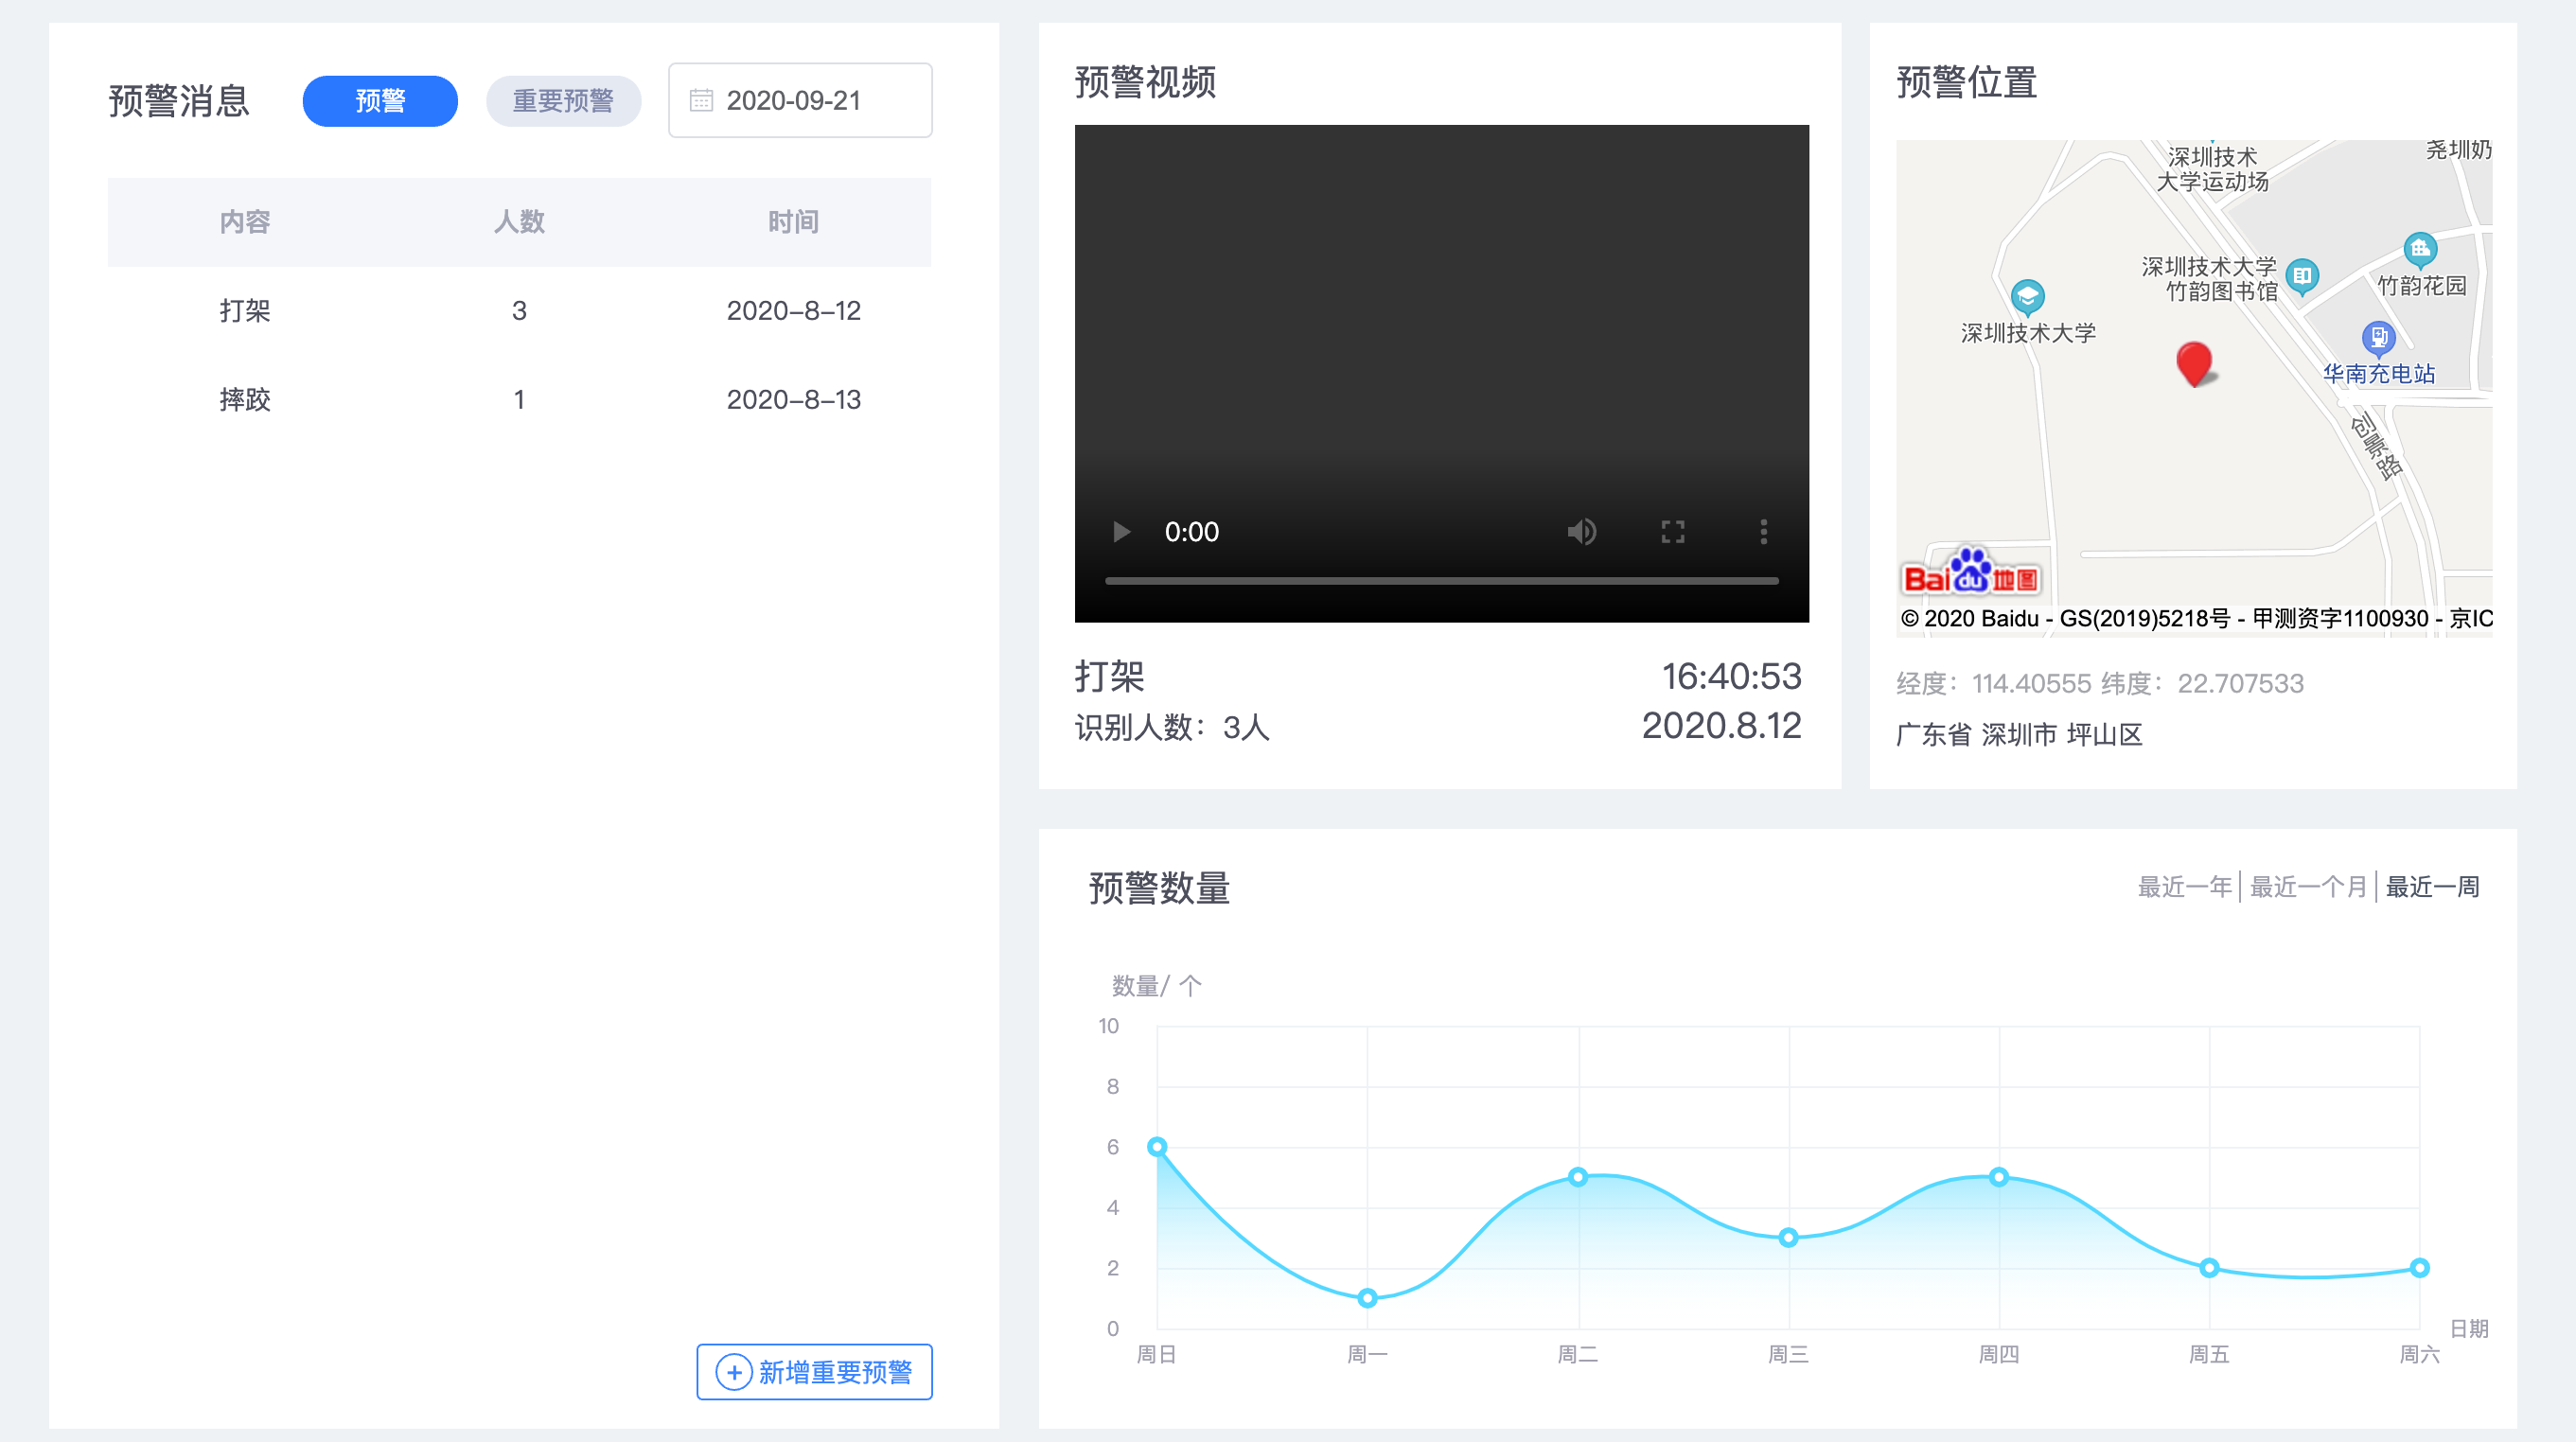 预警消息 预警 重要预警 2020-09-21
内容 人数 时间
打架 3 2020-8-12
摔跤 1 2020-8-13
新增重要预警
预警视频
0:00
打架 16:40:53
识别人数：3人 2020.8.12
预警位置
深圳技术
大学运动场
尧圳奶
深圳技术大学
竹韵图书馆
竹韵花园
深圳技术大学
华南充电站
创景路
Bai du 地图
© 2020 Baidu - GS(2019)5218号 - 甲测资字1100930 - 京IC
经度：114.40555 纬度：22.707533
广东省 深圳市 坪山区
预警数量
最近一年 最近一个月 最近一周
数量/ 个
10
8
6
4
2
0
周日 周一 周二 周三 周四 周五 周六
日期